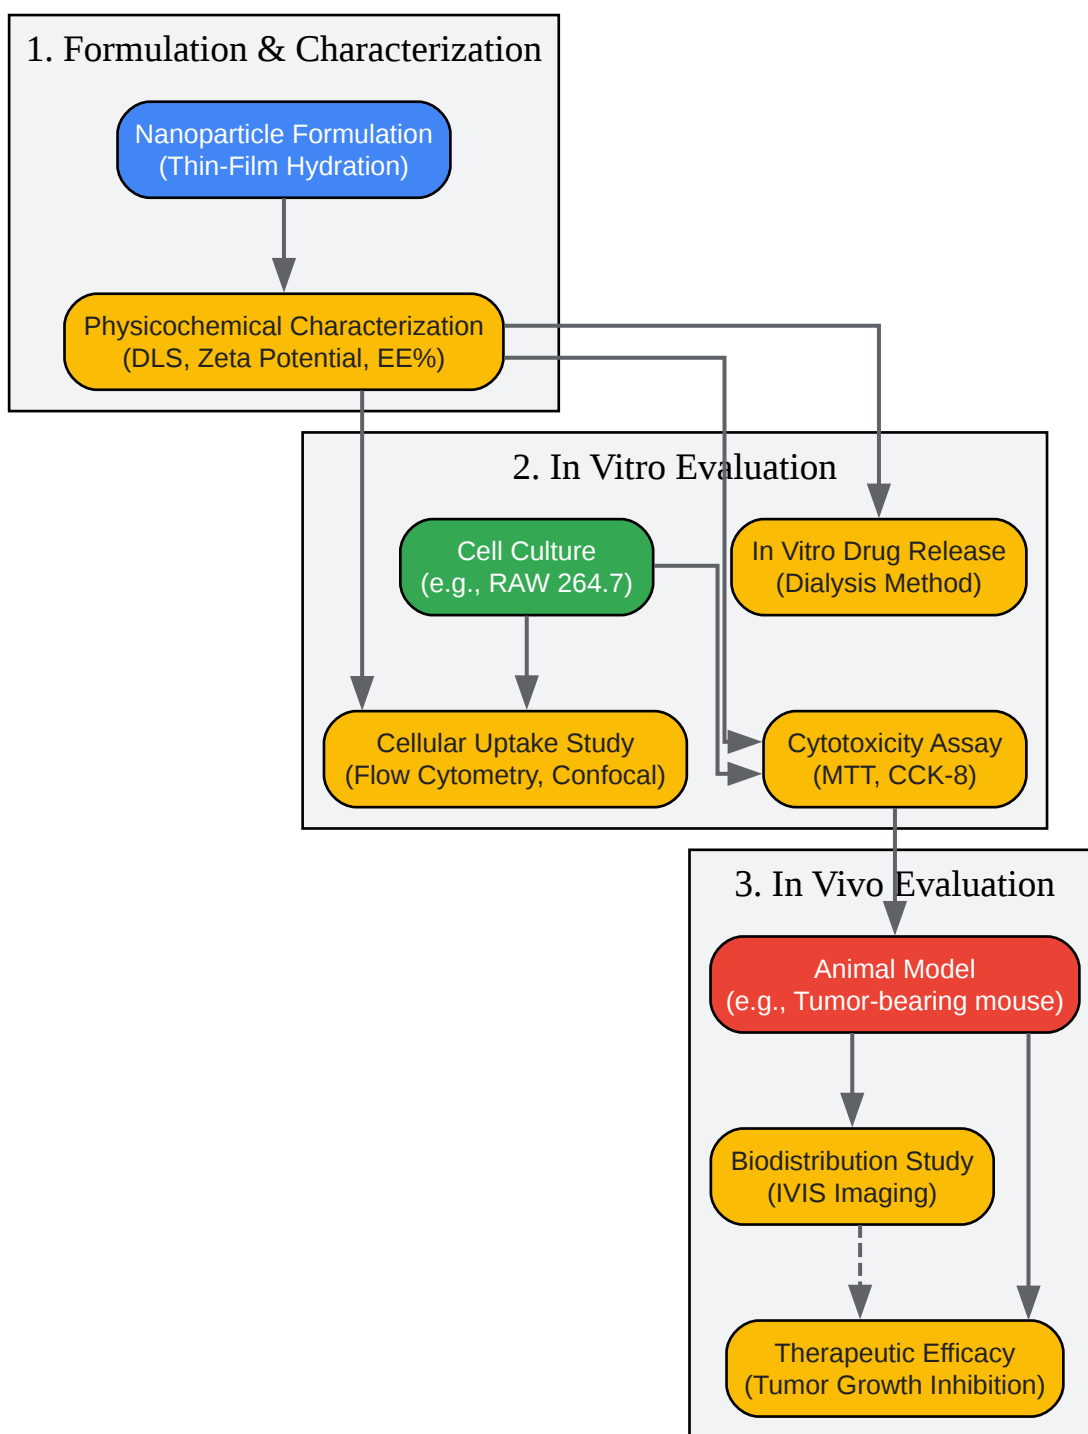 1. Formulation & Characterization
Nanoparticle Formulation
(Thin-Film Hydration)
Physicochemical Characterization
(DLS, Zeta Potential, EE%)
2. In Vitro Evaluation
Cell Culture
(e.g., RAW 264.7)
In Vitro Drug Release
(Dialysis Method)
Cellular Uptake Study
(Flow Cytometry, Confocal)
Cytotoxicity Assay
(MTT, CCK-8)
3. In Vivo Evaluation
Animal Model
(e.g., Tumor-bearing mouse)
Biodistribution Study
(IVIS Imaging)
Therapeutic Efficacy
(Tumor Growth Inhibition)